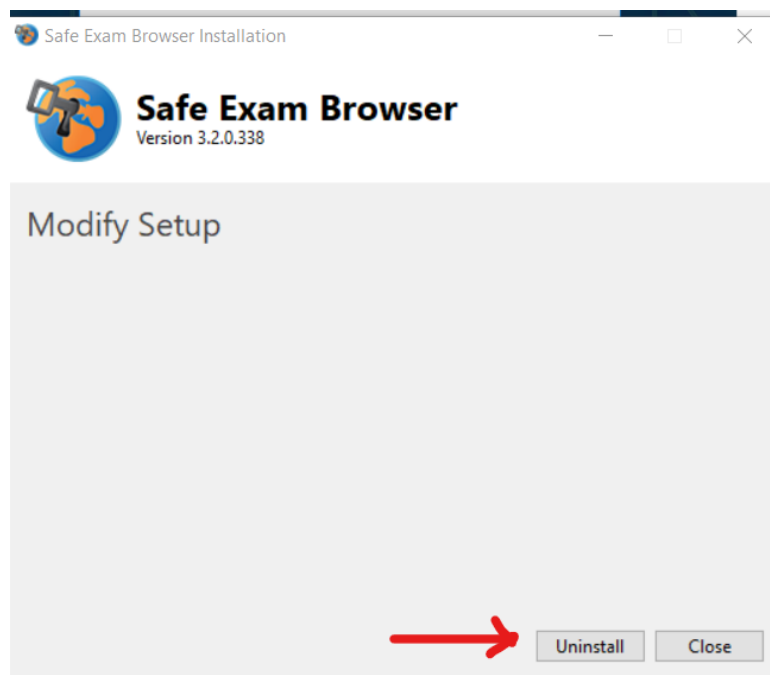 Safe Exam Browser Installation
Safe Exam Browser
Version 3.2.0.338
Modify Setup
Uninstall Close